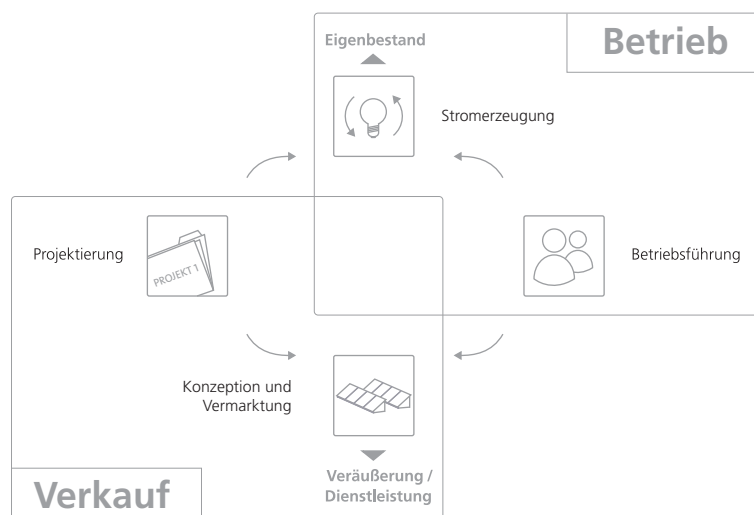 Eigenbestand
Betrieb
Stromerzeugung
Projektierung
PROJEKT 1
Betriebsführung
Konzeption und
Vermarktung
Verkauf
Veräußerung /
Dienstleistung